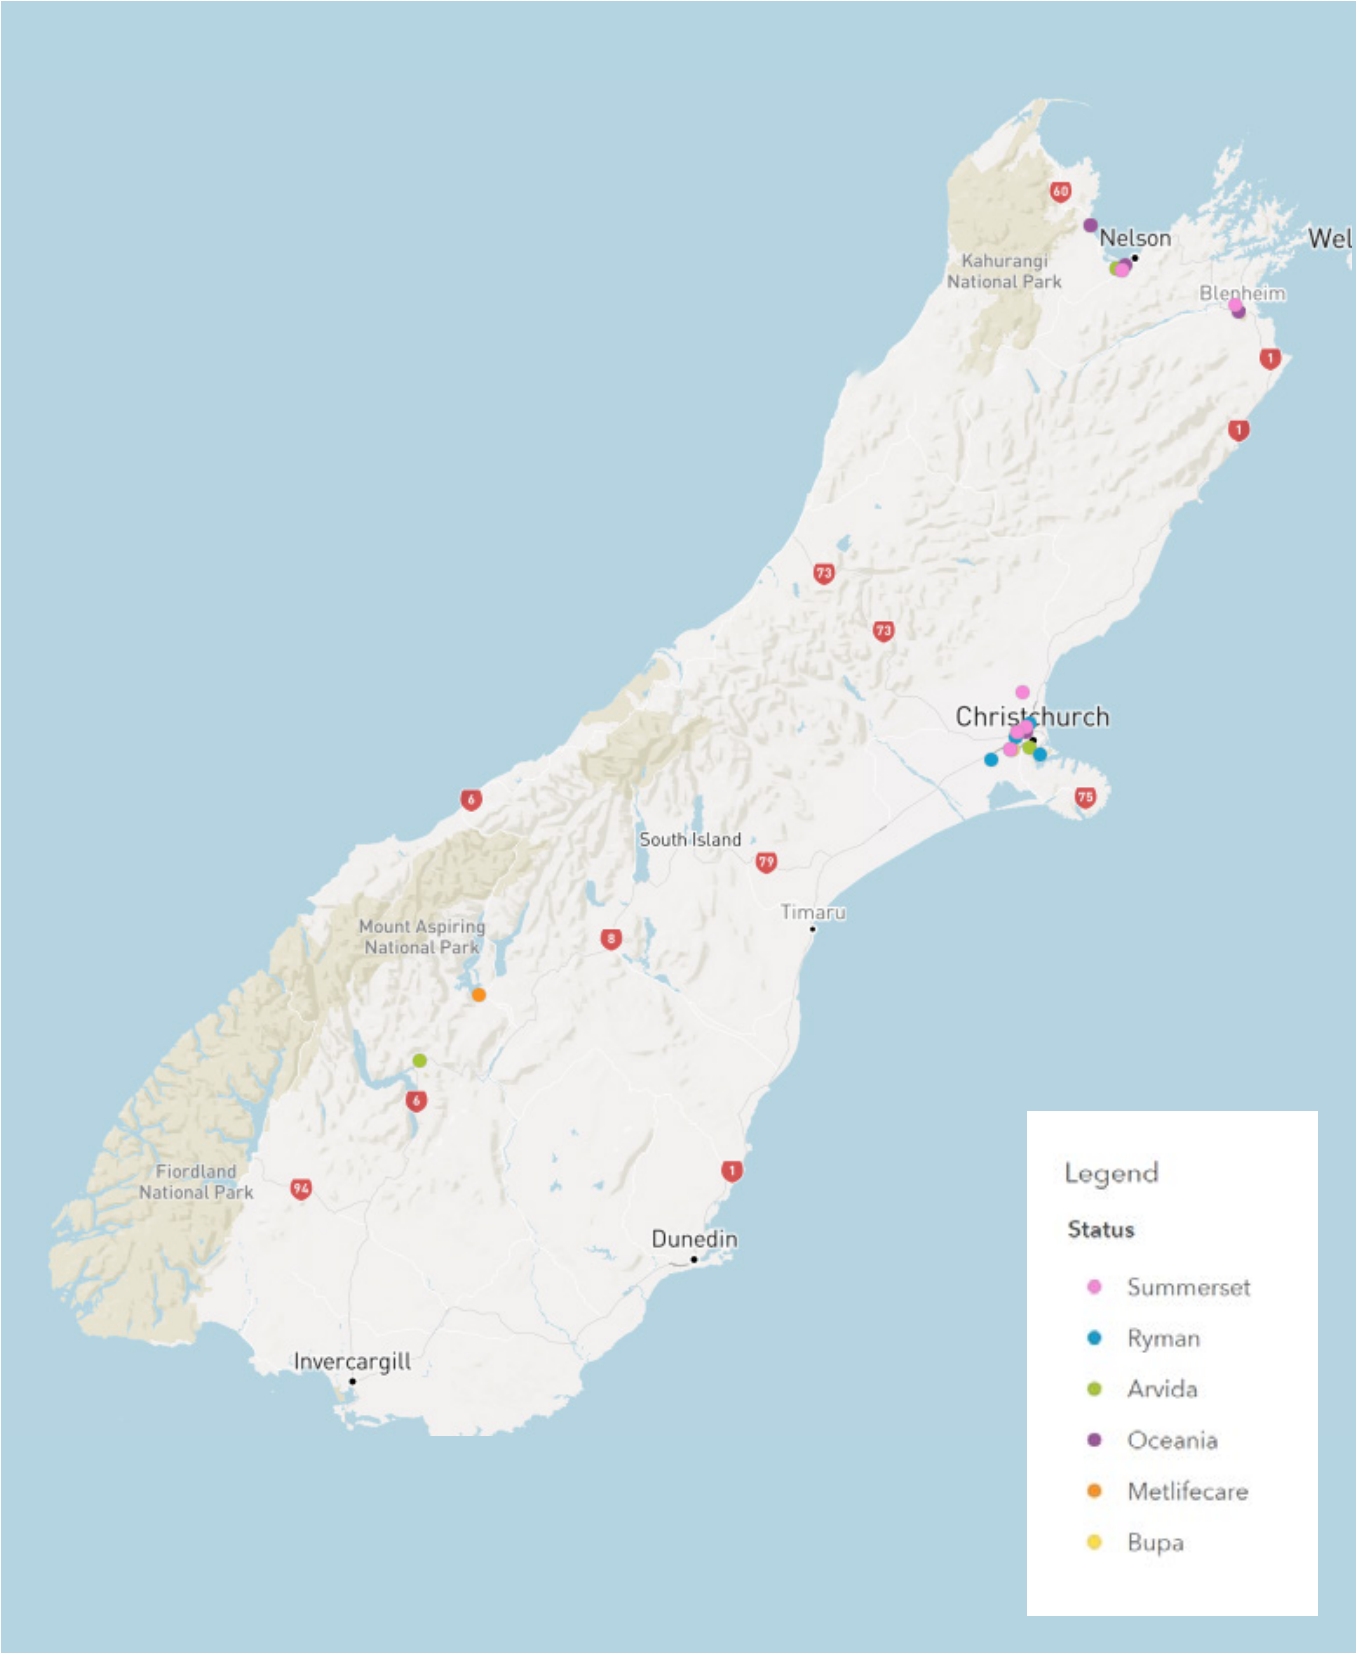 60
Nelson
Wel
Kahurangi
National Park
Blenheim
1
1
73
73
Christchurch
75
6
South Island
79
Timaru
Mount Aspiring
National Park
8
6
Fiordland
National Park
94
1
Dunedin
Invercargill
Legend
Status
Summerset
Ryman
Arvida
Oceania
Metlifecare
Bupa